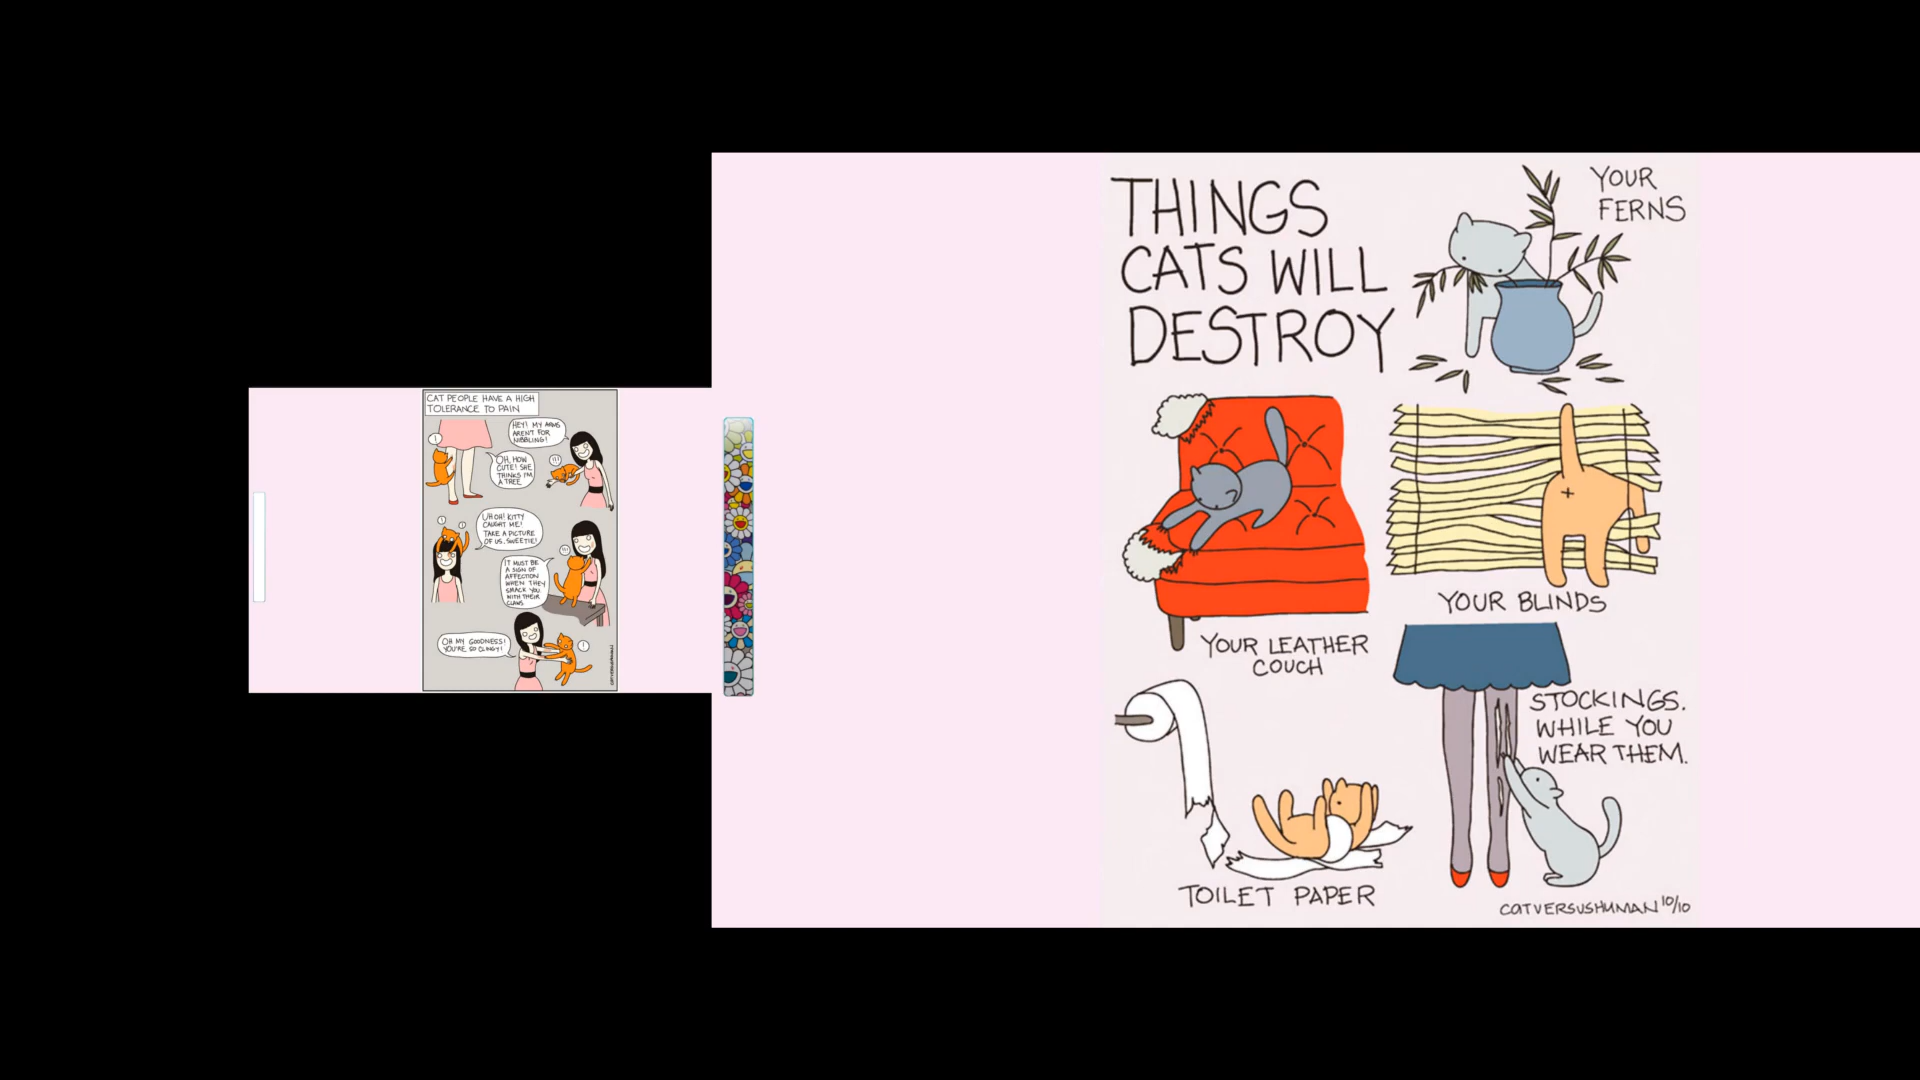 CAT PEOPLE HAVE A HIGH
TOLERANCE TO PAIN
!
HEY! MY ARMS
ARENT FOR
NIBBLING!
OH, HOW
CUTE! SHE
THINKS I'M
A TREE
!!!
!
!
UH OH! KITTY
CAUGHT ME!
TAKE A PICTURE
OF US, SWEETIE!
!!!
IT MUST BE
A SIGN OF
AFFECTION
WHEN THEY
SMACK YOU
WITH THEIR
CLAWS
OH MY GOODNESS!
YOU'RE SO CLINGY!
!
CATVERSUSHUMAN
THINGS
CATS WILL
DESTROY
YOUR
FERNS
YOUR LEATHER
COUCH
YOUR BLINDS
TOILET PAPER
STOCKINGS.
WHILE YOU
WEAR THEM.
CATVERSUSHUMAN 10/10